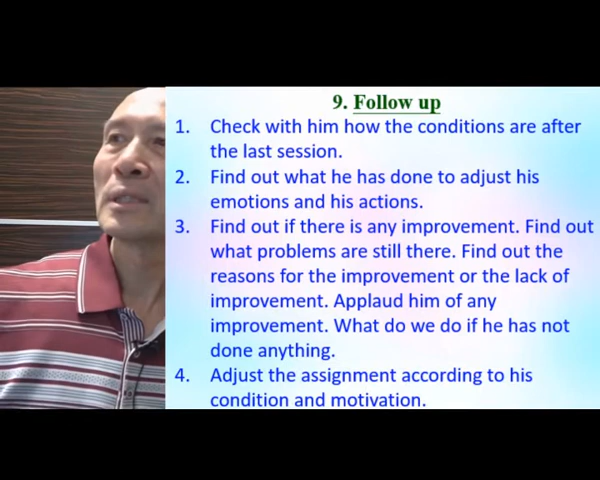 9. Follow up
1. Check with him how the conditions are after
the last session.
2. Find out what he has done to adjust his
emotions and his actions.
3. Find out if there is any improvement. Find out
what problems are still there. Find out the
reasons for the improvement or the lack of
improvement. Applaud him of any
improvement. What do we do if he has not
done anything.
4. Adjust the assignment according to his
condition and motivation.